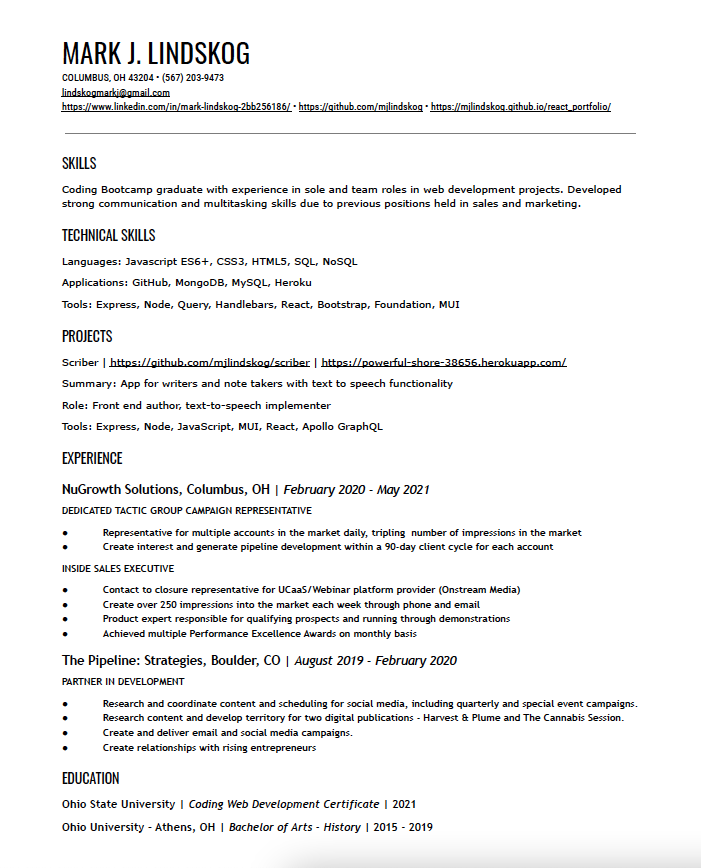 MARK J. LINDSKOG
COLUMBUS, OH 43204 • (567) 203-9473
lindskogmarkj@gmail.com
https://www.linkedin.com/in/mark-lindskog-2bb256186/ • https://github.com/mjlindskog • https://mjlindskog.github.io/react_portfolio/
SKILLS
Coding Bootcamp graduate with experience in sole and team roles in web development projects. Developed
strong communication and multitasking skills due to previous positions held in sales and marketing.
TECHNICAL SKILLS
Languages: Javascript ES6+, CSS3, HTML5, SQL, NoSQL
Applications: GitHub, MongoDB, MySQL, Heroku
Tools: Express, Node, Query, Handlebars, React, Bootstrap, Foundation, MUI
PROJECTS
Scriber | https://github.com/mjlindskog/scriber | https://powerful-shore-38656.herokuapp.com/
Summary: App for writers and note takers with text to speech functionality
Role: Front end author, text-to-speech implementer
Tools: Express, Node, JavaScript, MUI, React, Apollo GraphQL
EXPERIENCE
NuGrowth Solutions, Columbus, OH | February 2020 - May 2021
DEDICATED TACTIC GROUP CAMPAIGN REPRESENTATIVE
● Representative for multiple accounts in the market daily, tripling number of impressions in the market
● Create interest and generate pipeline development within a 90-day client cycle for each account
INSIDE SALES EXECUTIVE
● Contact to closure representative for UCaaS/Webinar platform provider (Onstream Media)
● Create over 250 impressions into the market each week through phone and email
● Product expert responsible for qualifying prospects and running through demonstrations
● Achieved multiple Performance Excellence Awards on monthly basis
The Pipeline: Strategies, Boulder, CO | August 2019 - February 2020
PARTNER IN DEVELOPMENT
● Research and coordinate content and scheduling for social media, including quarterly and special event campaigns.
● Research content and develop territory for two digital publications - Harvest & Plume and The Cannabis Session.
● Create and deliver email and social media campaigns.
● Create relationships with rising entrepreneurs
EDUCATION
Ohio State University | Coding Web Development Certificate | 2021
Ohio University – Athens, OH | Bachelor of Arts - History | 2015 - 2019